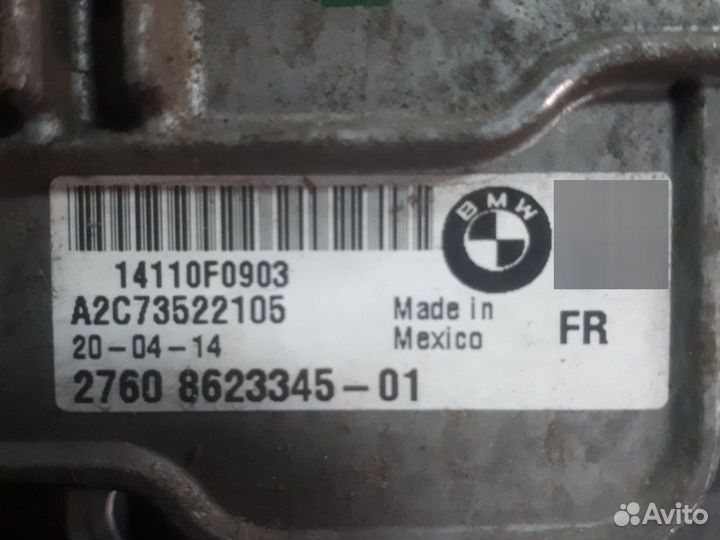 BMW
14110F0903
A2C73522105
Made in
Mexico
FR
20-04-14
2760 8623345-01
Avito